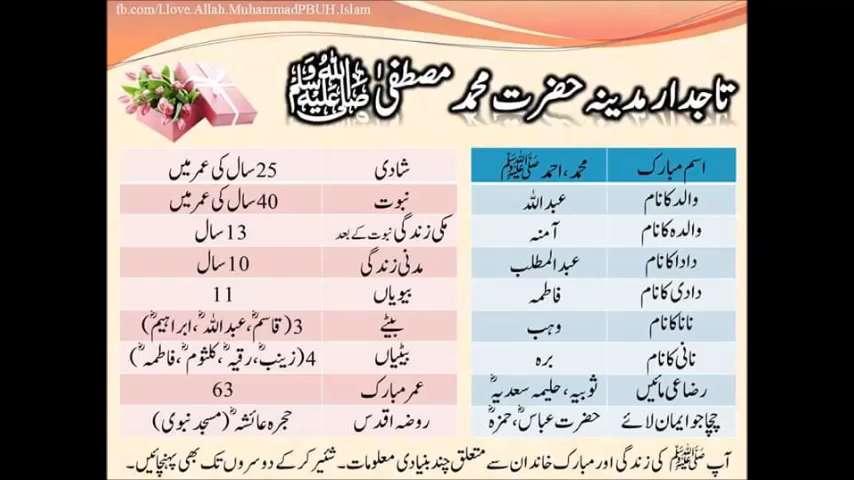 fb.com/I.love.Allah.MuhammadPBUH.Islam
تاجدار مدینہ حضرت محمد مصطفیٰ ﷺ
اسم مبارک محمد، احمد ﷺ
والد کا نام عبداللہ
والدہ کا نام آمنہ
دادا کا نام عبدالمطلب
دادی کا نام فاطمہ
نانا کا نام وہب
نانی کا نام برہ
رضاعی مائیں ثوبیہ، حلیمہ سعدیہؓ
چچا جو ایمان لائے حضرت عباسؓ، حمزہؓ
شادی 25 سال کی عمر میں
نبوت 40 سال کی عمر میں
مکی زندگی نبوت کے بعد 13 سال
مدنی زندگی 10 سال
بیویاں 11
بیٹے 3 (قاسمؓ، عبداللہؓ، ابراہیمؓ)
بیٹیاں 4 (زینبؓ، رقیہؓ، کلثومؓ، فاطمہؓ)
عمر مبارک 63
روضہ اقدس حجرہ عائشہؓ (مسجد نبوی)
آپ ﷺ کی زندگی اور مبارک خاندان سے متعلق چند بنیادی معلومات۔ شئیر کر کے دوسروں تک بھی پہنچائیں۔